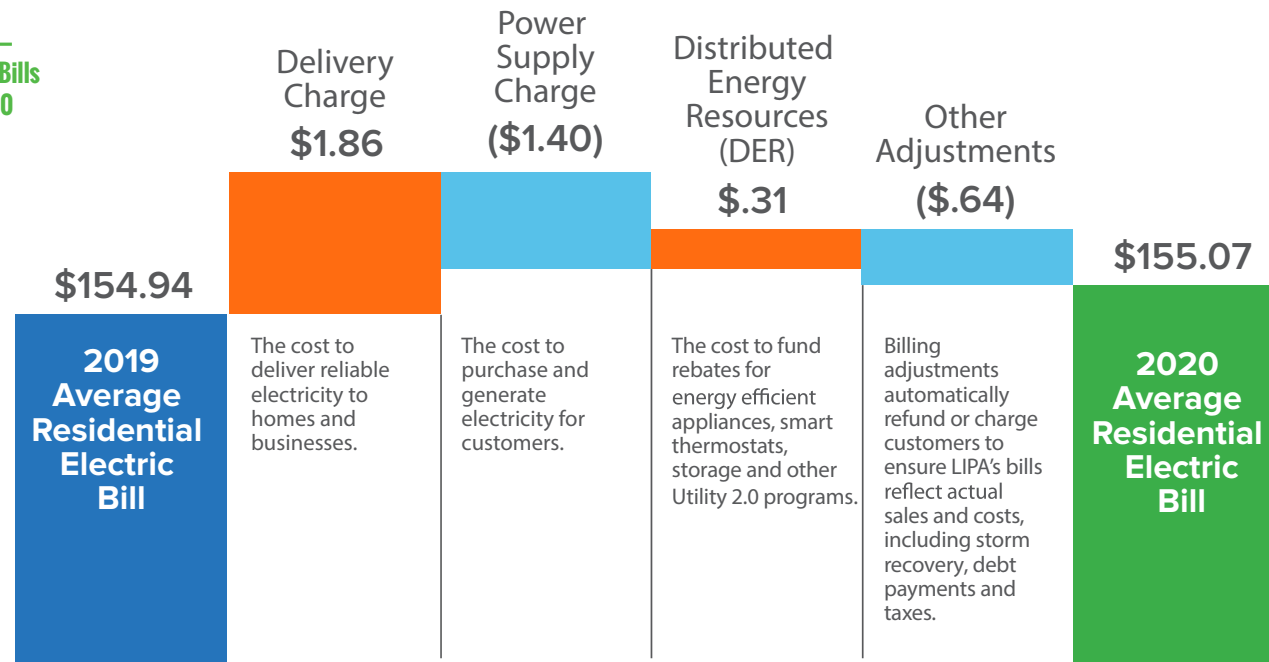 Bills
0
Delivery
Charge
$1.86
Power
Supply
Charge
($1.40)
Distributed
Energy
Resources
(DER)
$.31
Other
Adjustments
($.64)
$154.94
$155.07
2019
Average
Residential
Electric
Bill
The cost to
deliver reliable
electricity to
homes and
businesses.
The cost to
purchase and
generate
electricity for
customers.
The cost to fund
rebates for
energy efficient
appliances, smart
thermostats,
storage and other
Utility 2.0 programs.
Billing
adjustments
automatically
refund or charge
customers to
ensure LIPA’s bills
reflect actual
sales and costs,
including storm
recovery, debt
payments and
taxes.
2020
Average
Residential
Electric
Bill